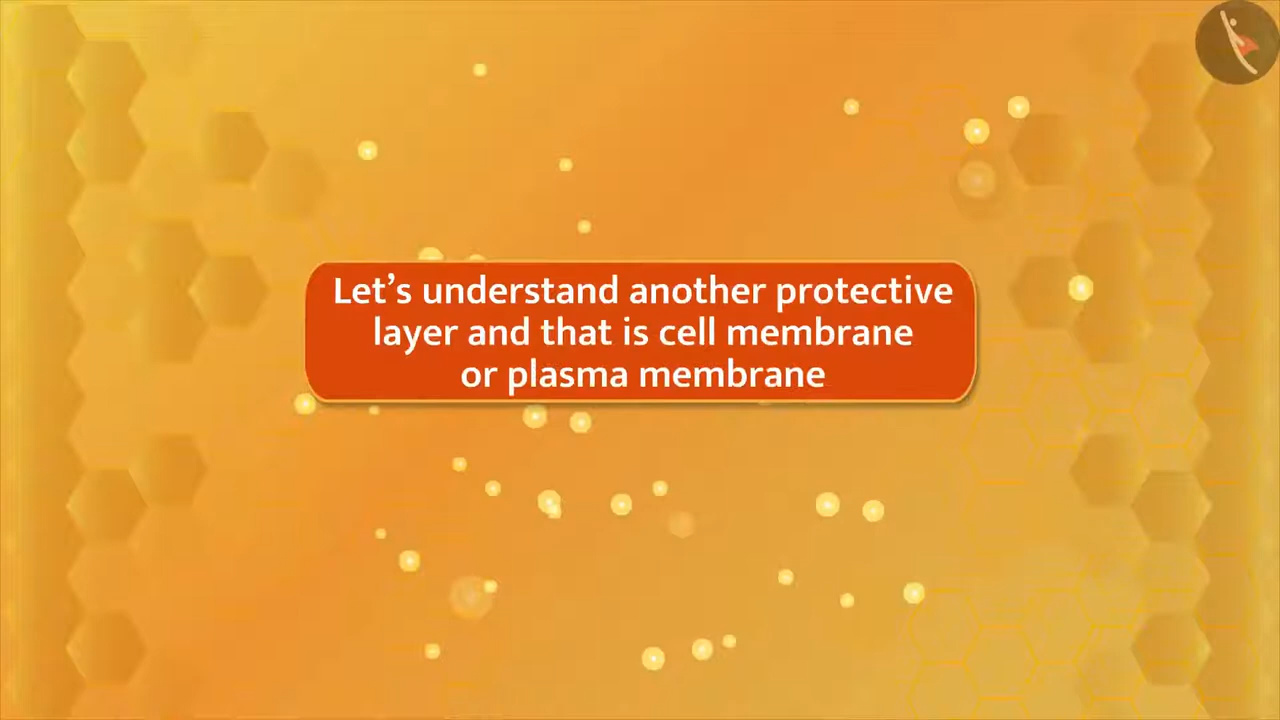 Let’s understand another protective
layer and that is cell membrane
or plasma membrane